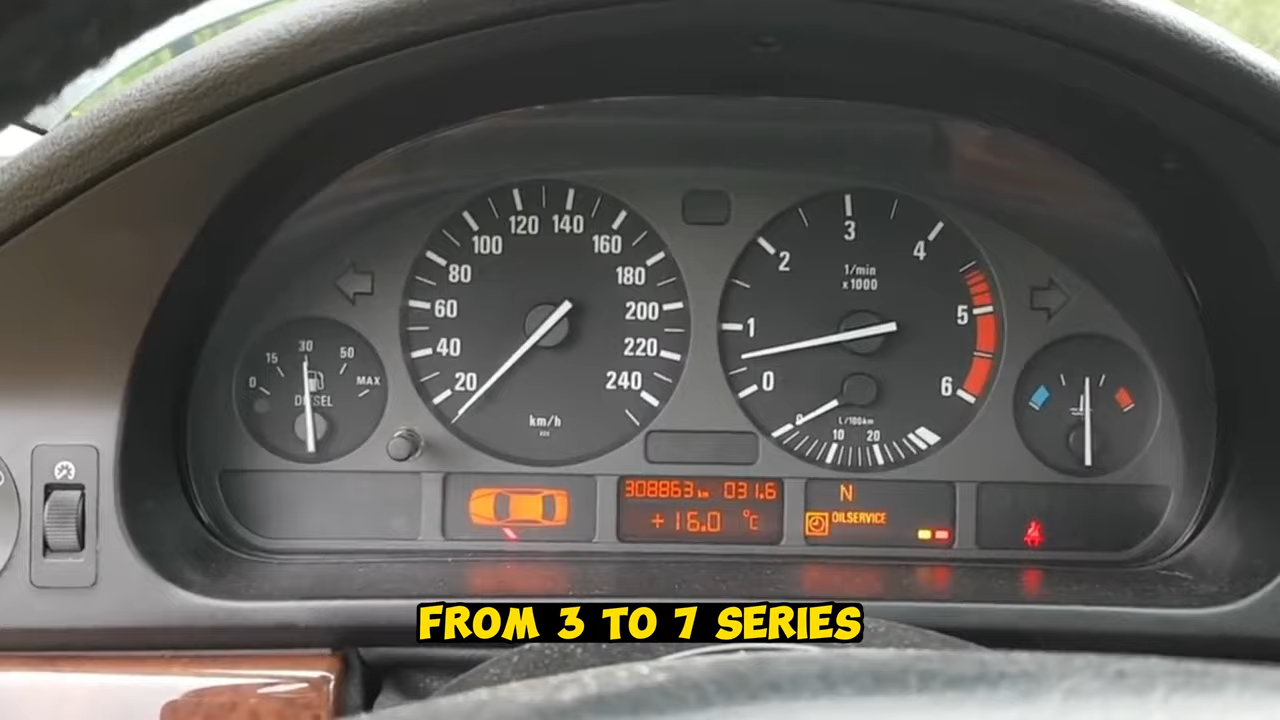 120 140
100 160
80 180
60 200
40 220
20 240
km/h
3
2 4
1/min
x1000
1 5
0 6
0
L/100km
10 20
0 15 30 50 MAX
DIESEL
308863km 031.6
+16.0 °C
N
OILSERVICE
FROM 3 TO 7 SERIES